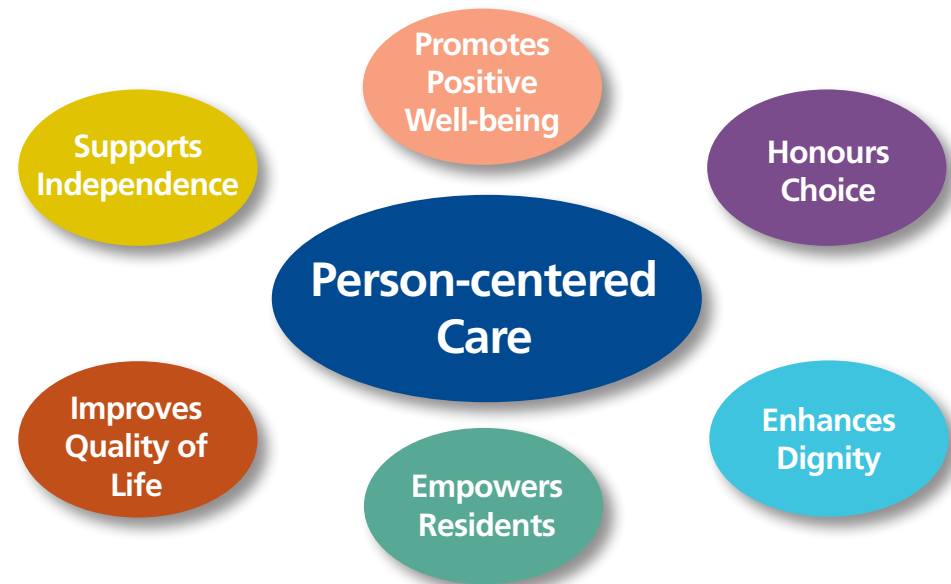 Promotes
Positive
Well-being
Supports
Independence
Honours
Choice
Person-centered
Care
Improves
Quality of
Life
Enhances
Dignity
Empowers
Residents